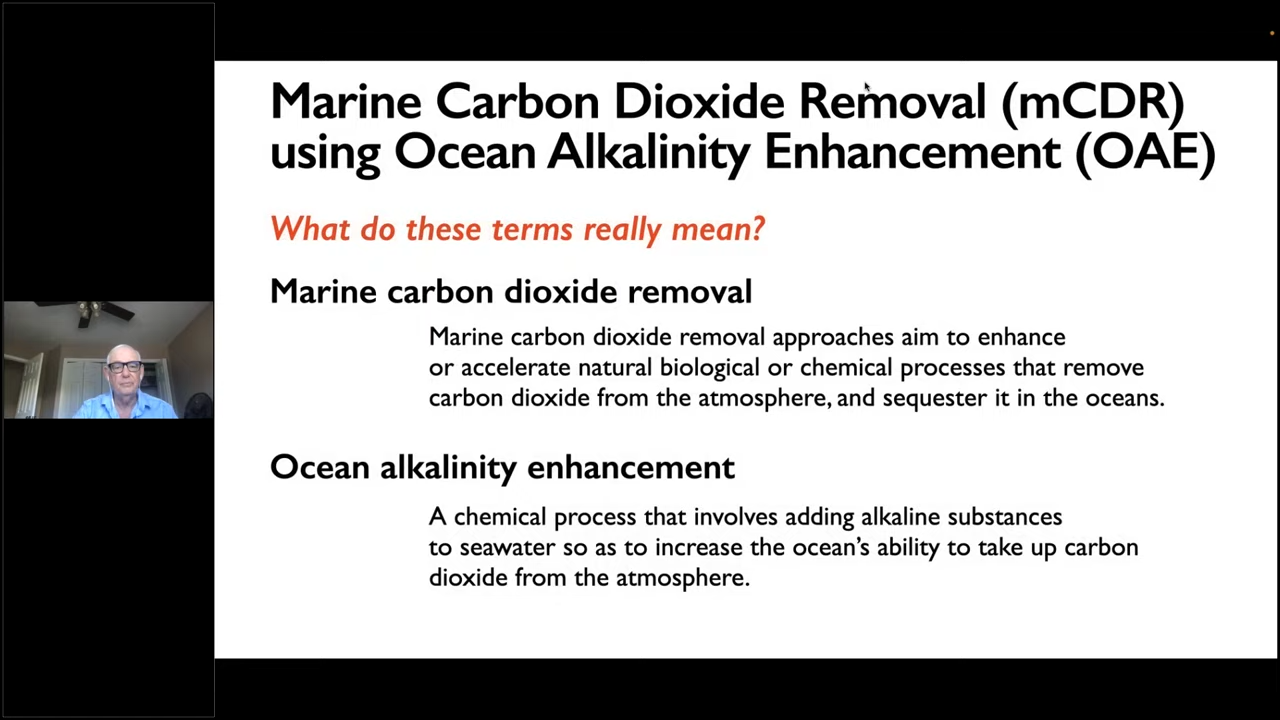 Marine Carbon Dioxide Removal (mCDR)
using Ocean Alkalinity Enhancement (OAE)
What do these terms really mean?
Marine carbon dioxide removal
Marine carbon dioxide removal approaches aim to enhance
or accelerate natural biological or chemical processes that remove
carbon dioxide from the atmosphere, and sequester it in the oceans.
Ocean alkalinity enhancement
A chemical process that involves adding alkaline substances
to seawater so as to increase the ocean’s ability to take up carbon
dioxide from the atmosphere.